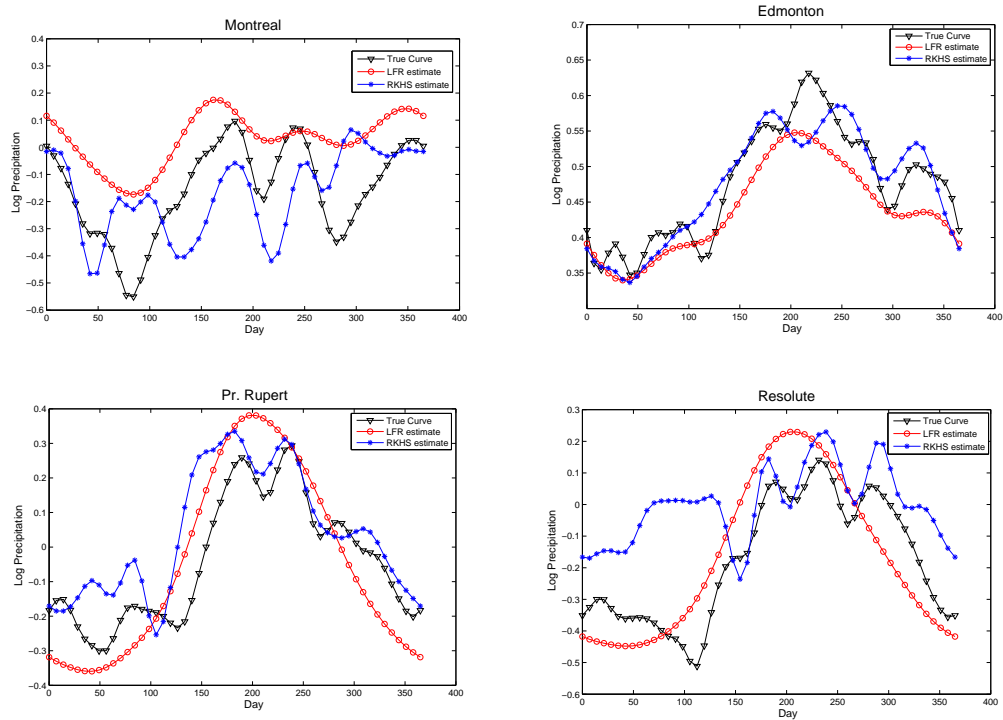 Montreal
0.4
0.3
0.2
0.1
0
−0.1
−0.2
−0.3
−0.4
−0.5
−0.6
0 50 100 150 200 250 300 350 400
Log Precipitation
Day
True Curve
LFR estimate
RKHS estimate
Edmonton
0.7
0.6
0.55
0.5
0.4
0.35
0 50 100 150 200 250 300 350 400
Log Precipitation
Day
True Curve
LFR estimate
RKHS estimate
Pr. Rupert
0.4
0.3
0.2
0.1
0
−0.1
−0.2
−0.3
−0.4
0 50 100 150 200 250 300 350 400
Log Precipitation
Day
True Curve
LFR estimate
RKHS estimate
Resolute
0.3
0.2
0.1
0
−0.1
−0.2
−0.3
−0.4
−0.5
−0.6
0 50 100 150 200 250 300 350 400
Log Precipitation
Day
True Curve
LFR estimate
RKHS estimate